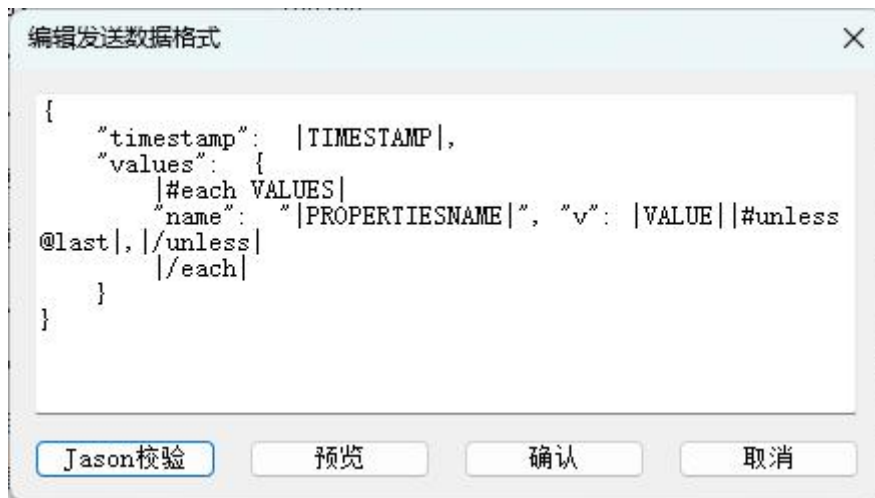 编辑发送数据格式
{
"timestamp": |TIMESTAMP|,
"values": {
|#each VALUES|
"name": "|PROPERTIESNAME|", "v": |VALUE||#unless
@last|,|/unless|
|/each|
}
}
Jason校验
预览
确认
取消